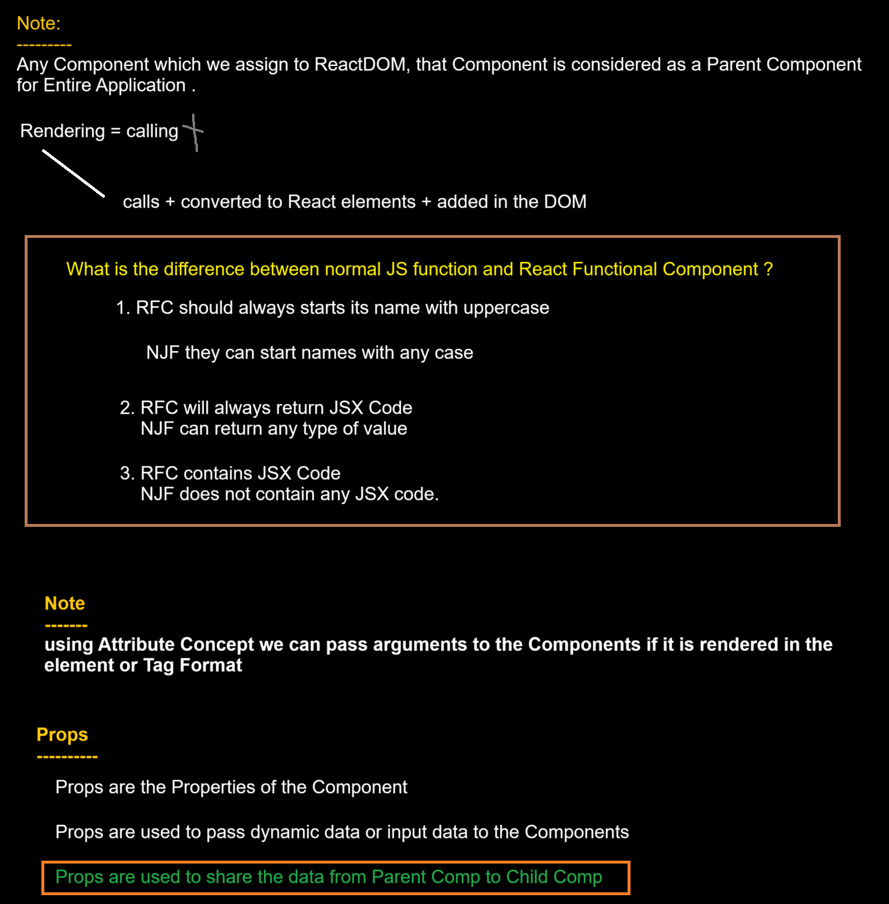 Note:
---------
Any Component which we assign to ReactDOM, that Component is considered as a Parent Component
for Entire Application .
Rendering = calling
calls + converted to React elements + added in the DOM
What is the difference between normal JS function and React Functional Component ?
1. RFC should always starts its name with uppercase
NJF they can start names with any case
2. RFC will always return JSX Code
NJF can return any type of value
3. RFC contains JSX Code
NJF does not contain any JSX code.
Note
-------
using Attribute Concept we can pass arguments to the Components if it is rendered in the
element or Tag Format
Props
----------
Props are the Properties of the Component
Props are used to pass dynamic data or input data to the Components
Props are used to share the data from Parent Comp to Child Comp